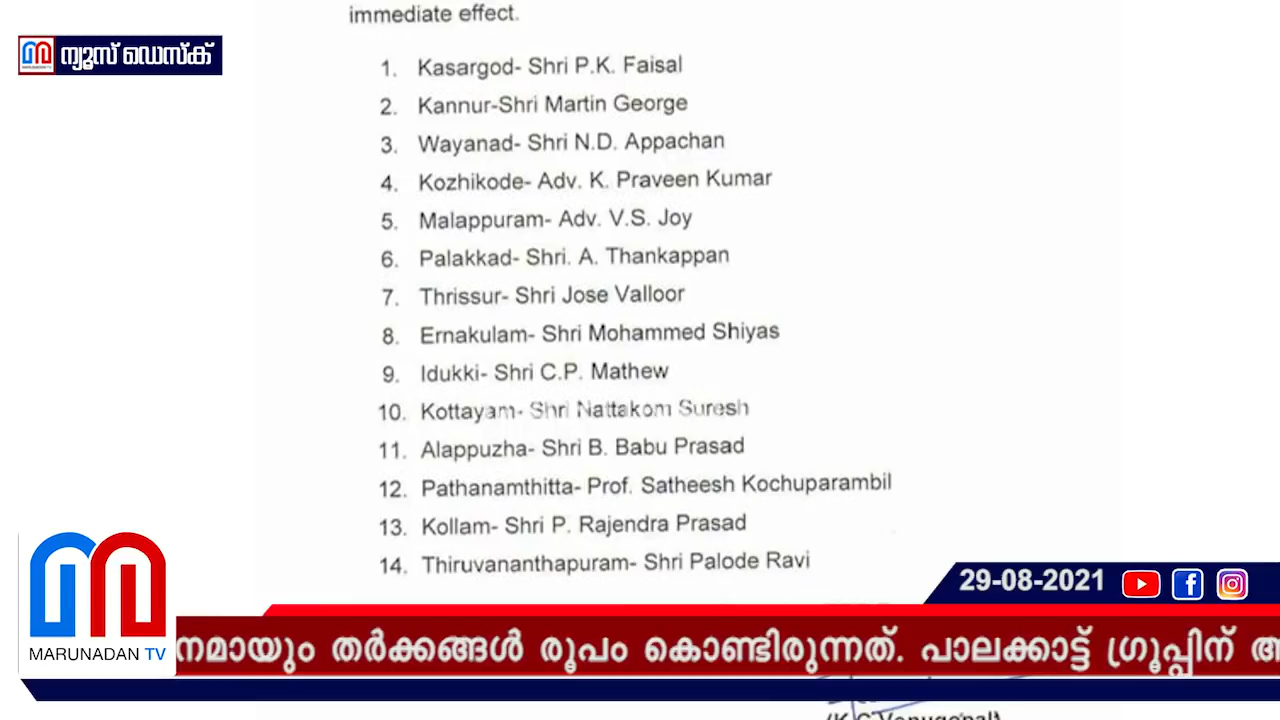 immediate effect.
ന്യൂസ് ഡെസ്ക്
MARUNADAN TV
1. Kasargod- Shri P.K. Faisal
2. Kannur-Shri Martin George
3. Wayanad- Shri N.D. Appachan
4. Kozhikode- Adv. K. Praveen Kumar
5. Malappuram- Adv. V.S. Joy
6. Palakkad- Shri. A. Thankappan
7. Thrissur- Shri Jose Valloor
8. Ernakulam- Shri Mohammed Shiyas
9. Idukki- Shri C.P. Mathew
10. Kottayam- Shri Nattakom Suresh
11. Alappuzha- Shri B. Babu Prasad
12. Pathanamthitta- Prof. Satheesh Kochuparambil
13. Kollam- Shri P. Rajendra Prasad
14. Thiruvananthapuram- Shri Palode Ravi
29-08-2021
MARUNADAN TV
നമായും തർക്കങ്ങൾ രൂപം കൊണ്ടിരുന്നത്. പാലക്കാട്ട് ഗ്രൂപ്പിന്
(K.C.Venugopal)